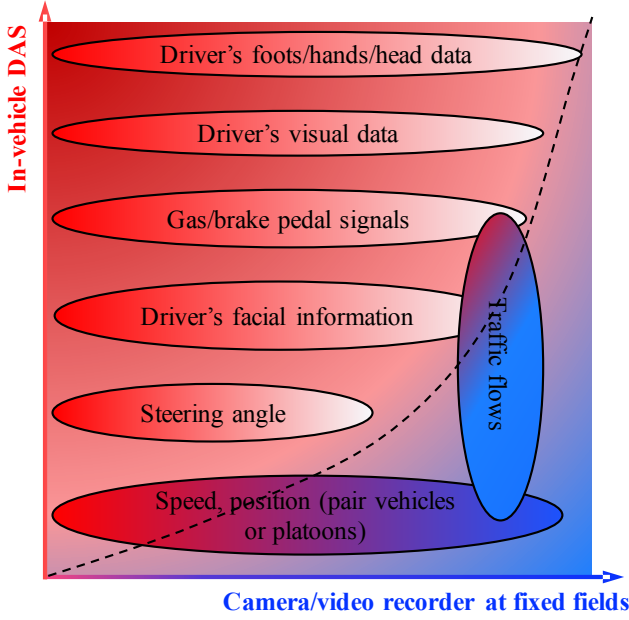 In-vehicle DAS
Driver's foots/hands/head data
Driver's visual data
Gas/brake pedal signals
Driver's facial information
Traffic flows
Steering angle
Speed, position (pair vehicles
or platoons)
Camera/video recorder at fixed fields